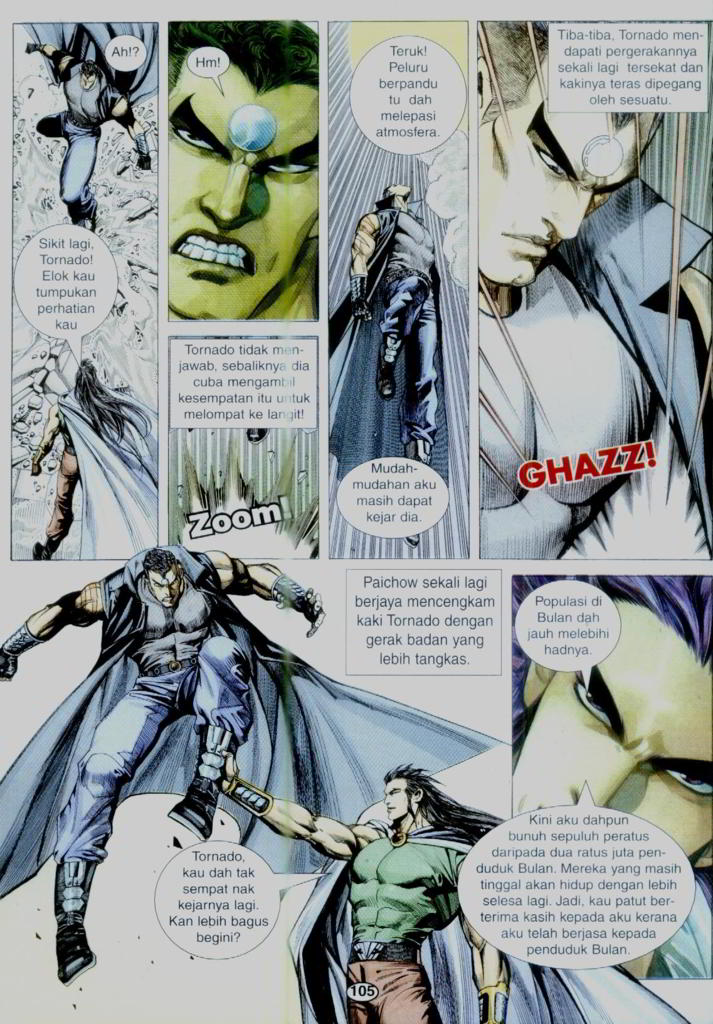 Ah!?
Sikit lagi,
Tornado!
Elok kau
tumpukan
perhatian
kau
Hm!
Tornado tidak men-
jawab, sebaliknya dia
cuba mengambil
kesempatan itu untuk
melompat ke langit!
Zoom!
Teruk!
Peluru
berpandu
tu dah
melepasi
atmosfera.
Mudah-
mudahan aku
masih dapat
kejar dia.
Tiba-tiba, Tornado men-
dapati pergerakannya
sekali lagi tersekat dan
kakinya teras dipegang
oleh sesuatu.
GHAZZ!
Paichow sekali lagi
berjaya mencengkam
kaki Tornado dengan
gerak badan yang
lebih tangkas.
Tornado,
kau dah tak
sempat nak
kejarnya lagi.
Kan lebih bagus
begini?
Populasi di
Bulan dah
jauh melebihi
hadnya.
Kini aku dahpun
bunuh sepuluh peratus
daripada dua ratus juta pen-
duduk Bulan. Mereka yang masih
tinggal akan hidup dengan lebih
selesa lagi. Jadi, kau patut ber-
terima kasih kepada aku kerana
aku telah berjasa kepada
penduduk Bulan.
105